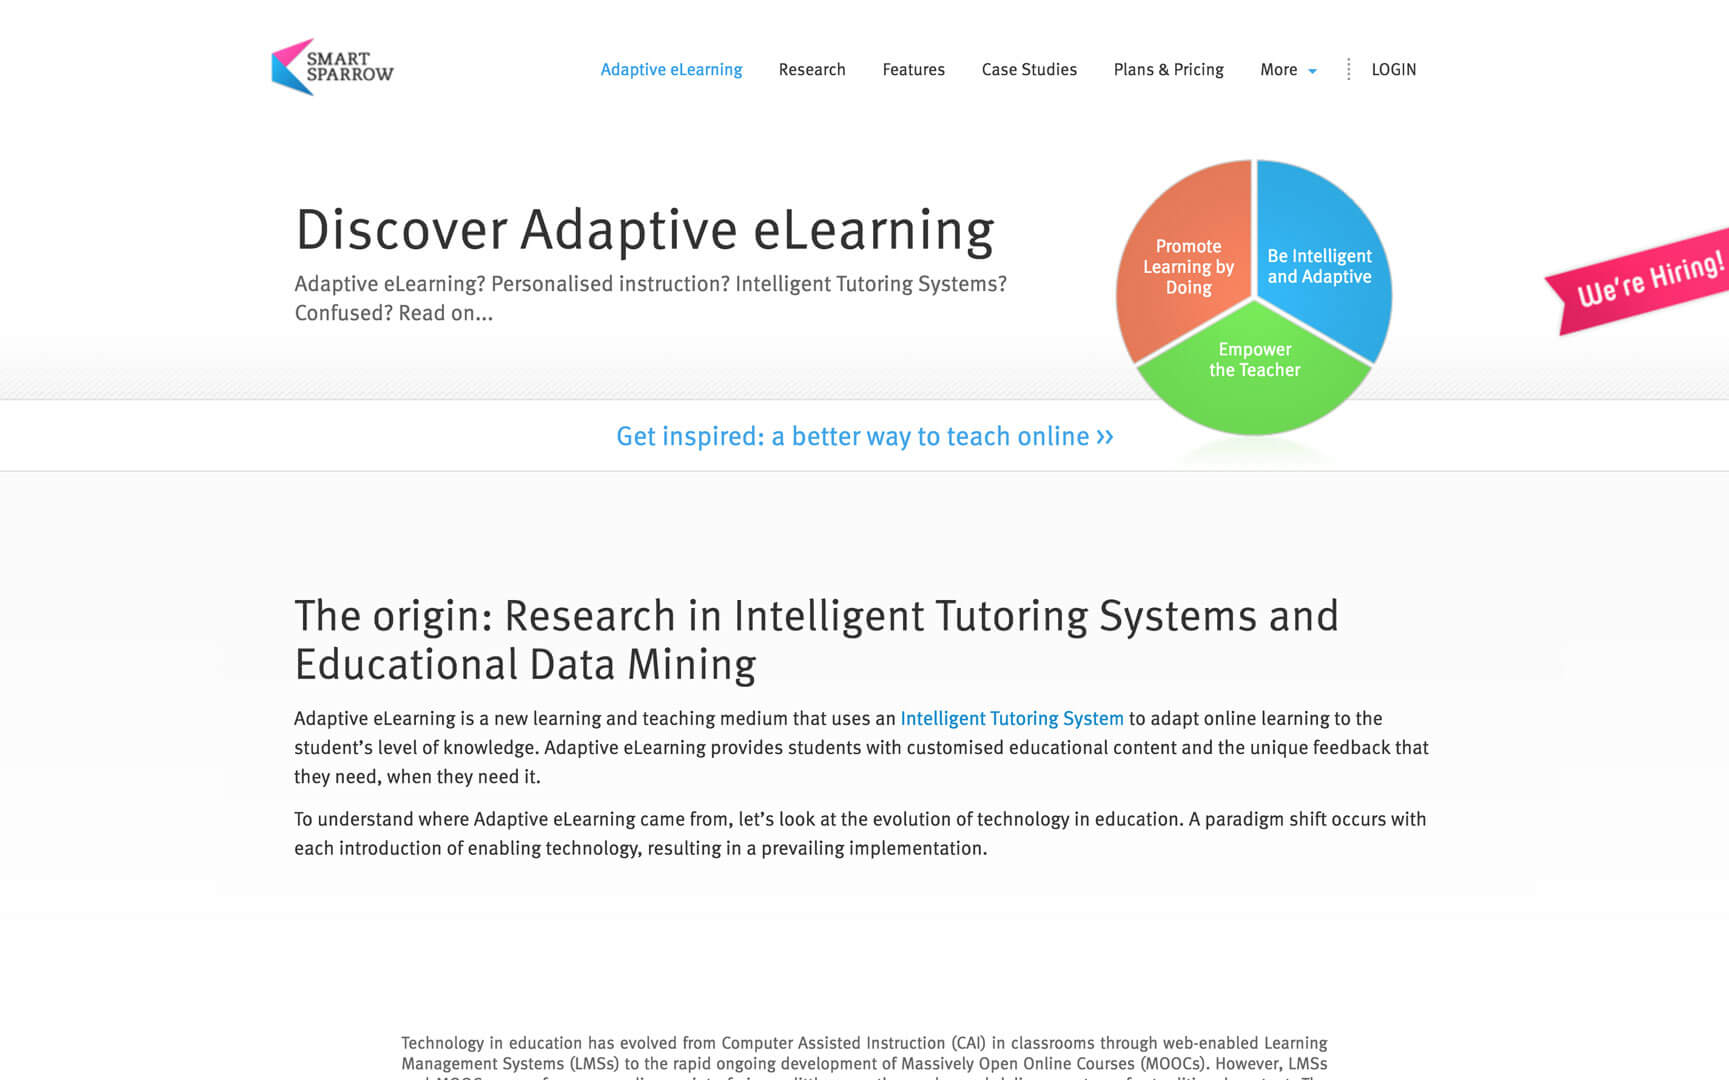 SMART
SPARROW
Adaptive eLearning Research Features Case Studies Plans & Pricing More LOGIN
Discover Adaptive eLearning
Adaptive eLearning? Personalised instruction? Intelligent Tutoring Systems?
Confused? Read on...
Promote
Learning by
Doing
Be Intelligent
and Adaptive
Empower
the Teacher
We're Hiring!
Get inspired: a better way to teach online »
The origin: Research in Intelligent Tutoring Systems and
Educational Data Mining
Adaptive eLearning is a new learning and teaching medium that uses an Intelligent Tutoring System to adapt online learning to the
student’s level of knowledge. Adaptive eLearning provides students with customised educational content and the unique feedback that
they need, when they need it.
To understand where Adaptive eLearning came from, let’s look at the evolution of technology in education. A paradigm shift occurs with
each introduction of enabling technology, resulting in a prevailing implementation.
Technology in education has evolved from Computer Assisted Instruction (CAI) in classrooms through web-enabled Learning
Management Systems (LMSs) to the rapid ongoing development of Massively Open Online Courses (MOOCs). However, LMSs